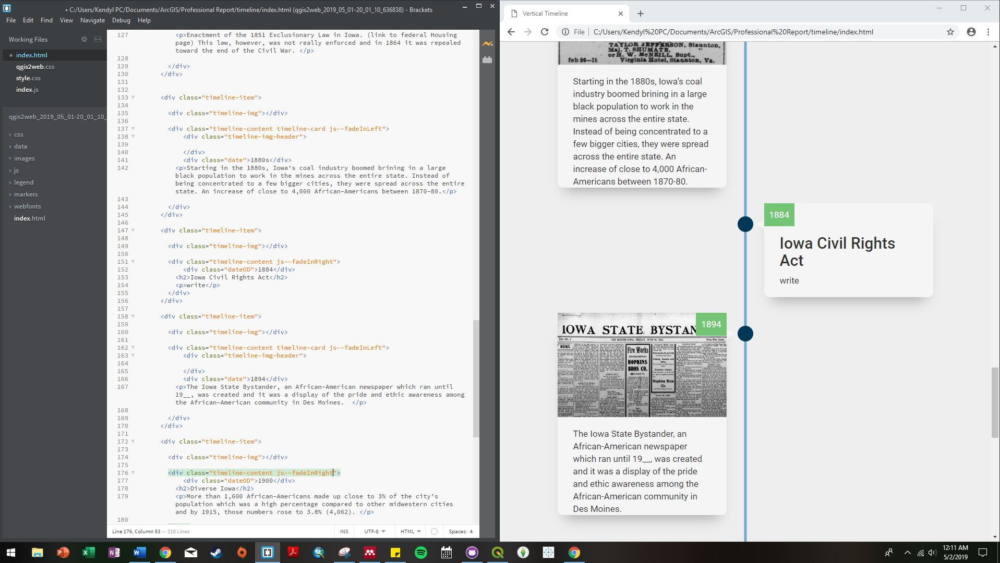 • C:/Users/Kendyl PC/Documents/ArcGIS/Professional Report/timeline/index.html (qgis2web_2019_05_01-20_01_10_636838) - Brackets
File Edit Find View Navigate Debug Help
Working Files
index.html
qgis2web.css
style.css
index.js
qgis2web_2019_05_01-20_01_10_
css
data
images
js
legend
markers
webfonts
index.html
127 <p>Enactment of the 1851 Exclusionary Law in Iowa. (link to federal Housing
page) This law, however, was not really enforced and in 1864 it was repealed
toward the end of the Civil War. </p>
128
129 </div>
130 </div>
131
132
133 <div class="timeline-item">
134
135 <div class="timeline-img"></div>
136
137 <div class="timeline-content timeline-card js--fadeInLeft">
138 <div class="timeline-img-header">
139
140 </div>
141 <div class="date">1880s</div>
142 <p>Starting in the 1880s, Iowa’s coal industry boomed brining in a large
black population to work in the mines across the entire state. Instead of
being concentrated to a few bigger cities, they were spread across the entire
state. An increase of close to 4,000 African-Americans between 1870-80.</p>
143
144 </div>
145 </div>
146
147 <div class="timeline-item">
148
149 <div class="timeline-img"></div>
150
151 <div class="timeline-content js--fadeInRight">
152 <div class="dateOD">1884</div>
153 <h2>Iowa Civil Rights Act</h2>
154 <p>write</p>
155 </div>
156 </div>
157
158 <div class="timeline-item">
159
160 <div class="timeline-img"></div>
161
162 <div class="timeline-content timeline-card js--fadeInLeft">
163 <div class="timeline-img-header">
164
165 </div>
166 <div class="date">1894</div>
167 <p>The Iowa State Bystander, an African-American newspaper which ran until
19__, was created and it was a display of the pride and ethic awareness among
the African-American community in Des Moines.  </p>
168
169 </div>
170 </div>
171
172 <div class="timeline-item">
173
174 <div class="timeline-img"></div>
175
176 <div class="timeline-content js--fadeInRight">
177 <div class="dateOD">1900</div>
178 <h2>Diverse Iowa</h2>
179 <p>More than 1,600 African-Americans made up close to 3% of the city’s
population which was a high percentage compared to other midwestern cities
and by 1915, those numbers rose to 3.8% (4,062). </p>
180
Line 176, Column 53 — 218 Lines
INS UTF-8 HTML Spaces: 4
Vertical Timeline
File C:/Users/Kendyl%20PC/Documents/ArcGIS/Professional%20Report/timeline/index.html
TAYLOR JEFFERSON, Staunton,
Maj. T. SHUMATE,
or H. W. McNEILL, Supt.,
feb 26—1t Virginia Hotel, Staunton, Va.
Starting in the 1880s, Iowa’s coal
industry boomed brining in a large
black population to work in the
mines across the entire state.
Instead of being concentrated to a
few bigger cities, they were spread
across the entire state. An
increase of close to 4,000 African-
Americans between 1870-80.
1884
Iowa Civil Rights
Act
write
1894
IOWA STATE BYSTAN
XXI NO. 2 DES MOINES IOWA, FRIDAY, JUNE 26, 1914. Price Five Cents.
NEWS.
Fire Works
HEADQUARTERS
HOPKINS
BROS CO.
Hopkins Bros
Co.
The Iowa State Bystander, an
African-American newspaper
which ran until 19__, was created
and it was a display of the pride
and ethic awareness among the
African-American community in
Des Moines.
12:11 AM
5/2/2019